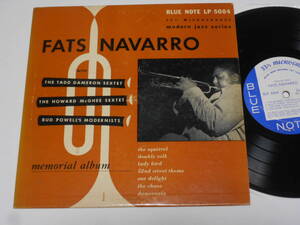 BLUE NOTE LP 5004
33⅓ microgroove
modern jazz series
FATS NAVARRO
THE TADD DAMERON SEXTET
THE HOWARD McGHEE SEXTET
BUD POWELL'S MODERNISTS
memorial album
the squirrel
double talk
lady bird
52nd street theme
our delight
the chase
dameronia
BLUE
NOTE